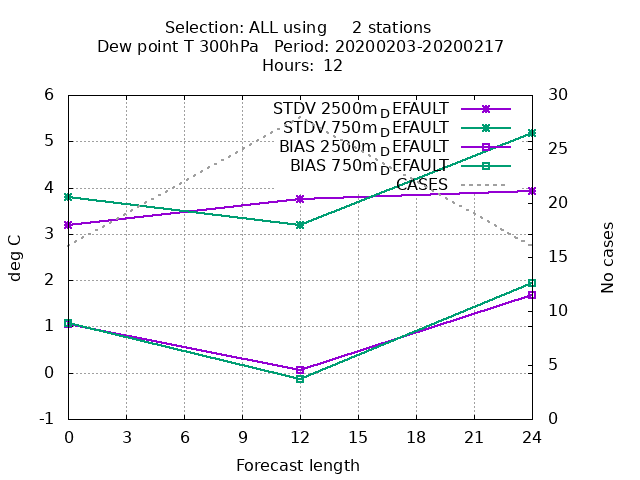 Selection: ALL using     2 stations
Dew point T 300hPa   Period: 20200203-20200217
Hours: 12
STDV 2500m_DEFAULT
STDV 750m_DEFAULT
BIAS 2500m_DEFAULT
BIAS 750m_DEFAULT
CASES
6
5
4
3
2
1
0
-1
deg C
30
25
20
15
10
5
0
No cases
0 3 6 9 12 15 18 21 24
Forecast length